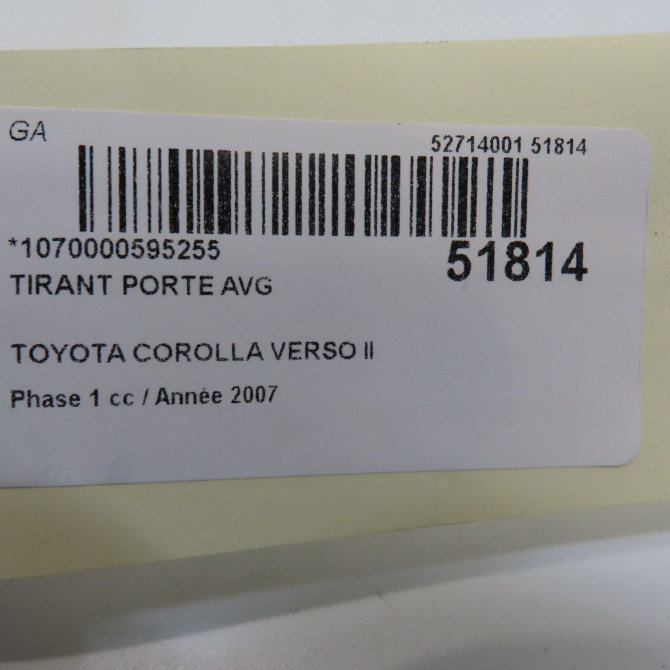 GA
52714001 51814
*1070000595255
51814
TIRANT PORTE AVG
TOYOTA COROLLA VERSO II
Phase 1 cc / Année 2007